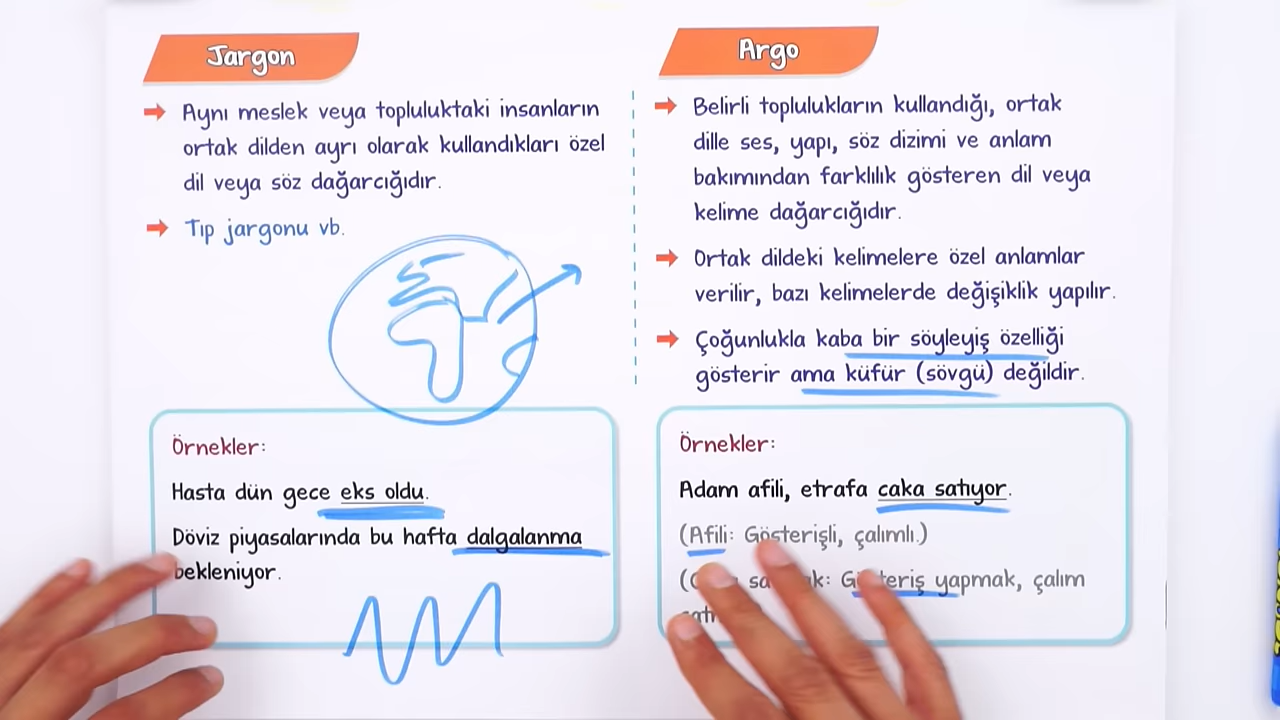 Jargon
Aynı meslek veya topluluktaki insanların
ortak dilden ayrı olarak kullandıkları özel
dil veya söz dağarcığıdır.
Tıp jargonu vb.
Örnekler:
Hasta dün gece eks oldu.
Döviz piyasalarında bu hafta dalgalanma
bekleniyor.
Argo
Belirli toplulukların kullandığı, ortak
dille ses, yapı, söz dizimi ve anlam
bakımından farklılık gösteren dil veya
kelime dağarcığıdır.
Ortak dildeki kelimelere özel anlamlar
verilir, bazı kelimelerde değişiklik yapılır.
Çoğunlukla kaba bir söyleyiş özelliği
gösterir ama küfür (sövgü) değildir.
Örnekler:
Adam afili, etrafa caka satıyor.
(Afili: Gösterişli, çalımlı.)
Gösteriş yapmak, çalım